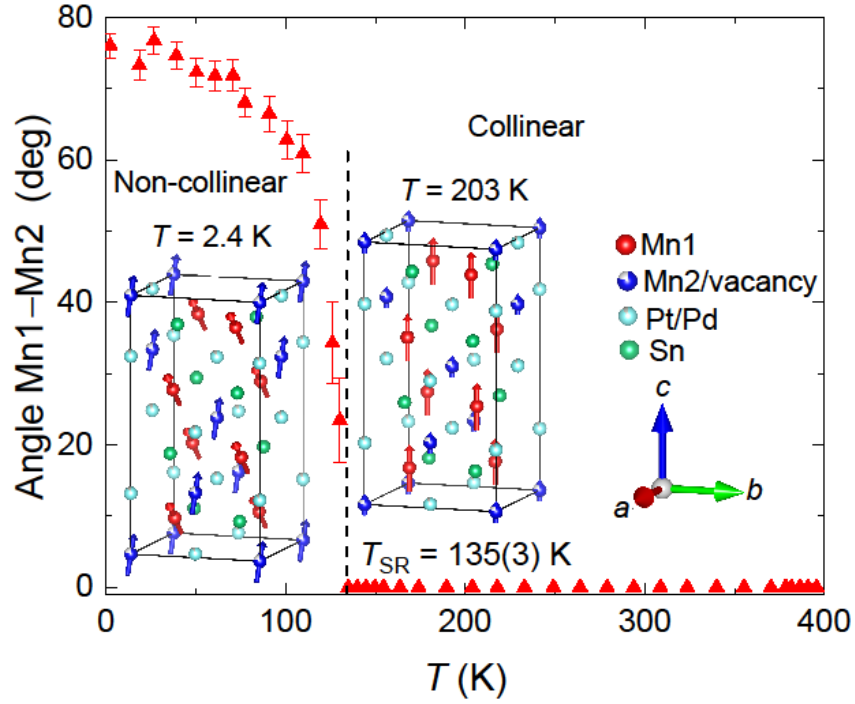 80
60
40
20
0
Angle Mn1–Mn2 (deg)
Non-collinear
Collinear
T = 2.4 K
T = 203 K
Mn1
Mn2/vacancy
Pt/Pd
Sn
c
a
b
T_SR = 135(3) K
0
100
200
300
400
T (K)